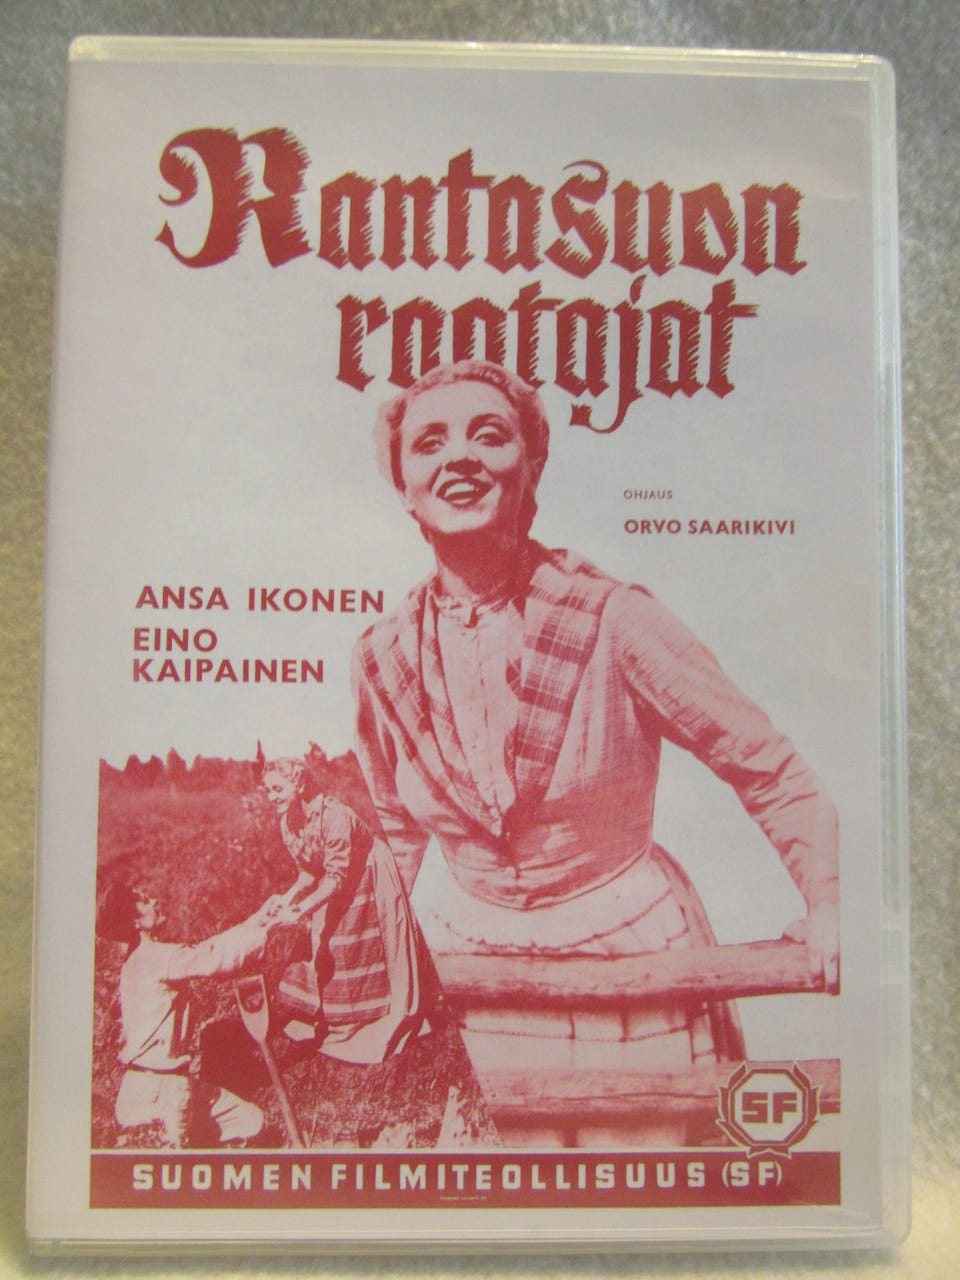 Rantasuon
raatajat
OHJAUS
ORVO SAARIKIVI
ANSA IKONEN
EINO
KAIPAINEN
SF
SUOMEN FILMITEOLLISUUS (SF)